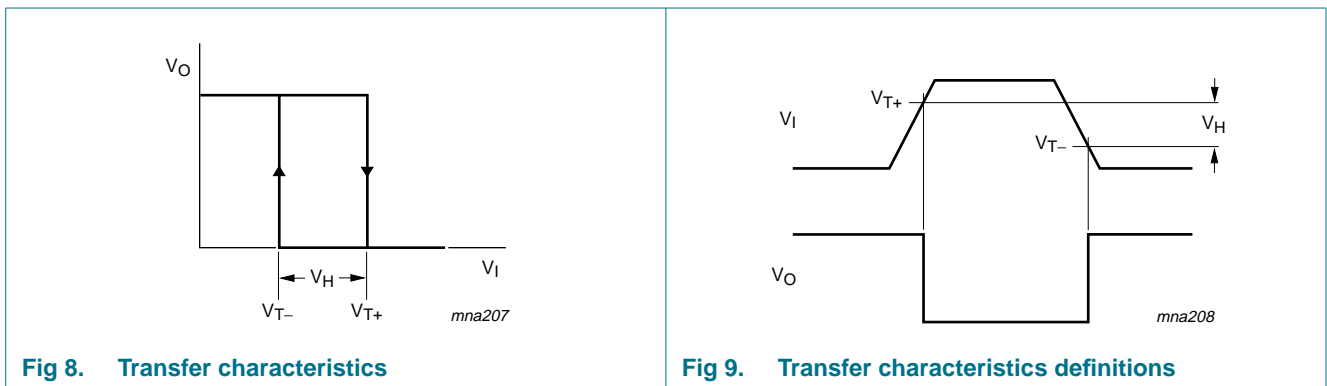 VO
VH
VI
VT−
VT+
mna207
Fig 8. Transfer characteristics
VT+
VI
VH
VT−
VO
mna208
Fig 9. Transfer characteristics definitions